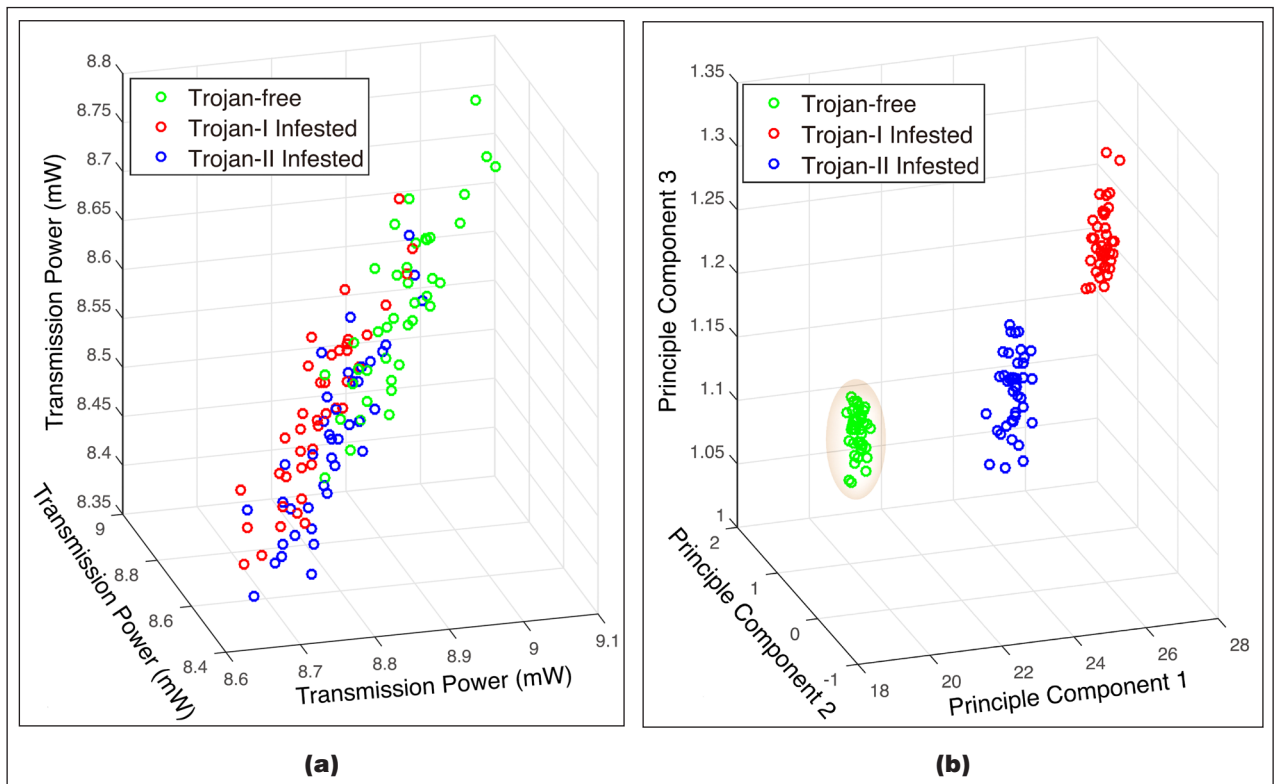 8.8
8.75
8.7
8.65
8.6
8.55
8.5
8.45
8.4
8.35
Transmission Power (mW)
Trojan-free
Trojan-I Infested
Trojan-II Infested
9
8.8
8.6
8.4
Transmission Power (mW)
8.6
8.7
8.8
8.9
9
9.1
Transmission Power (mW)
(a)
1.35
1.3
1.25
1.2
1.15
1.1
1.05
1
Principle Component 3
Trojan-free
Trojan-I Infested
Trojan-II Infested
2
1
0
-1
Principle Component 2
18
20
22
24
26
28
Principle Component 1
(b)